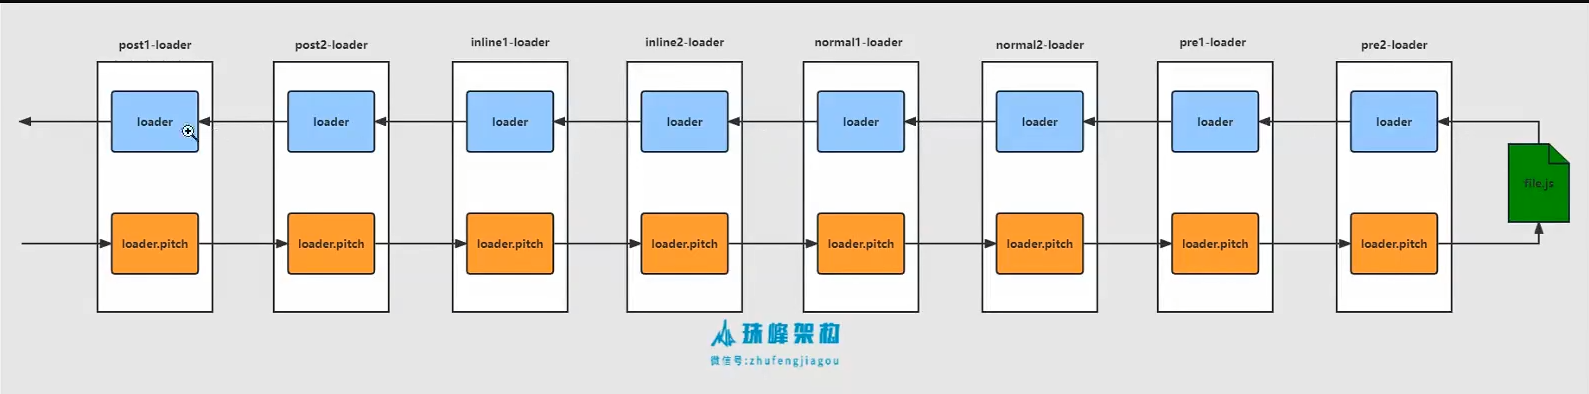 post1-loader
post2-loader
inline1-loader
inline2-loader
normal1-loader
normal2-loader
pre1-loader
pre2-loader
loader
loader
loader
loader
loader
loader
loader
loader
file.js
loader.pitch
loader.pitch
loader.pitch
loader.pitch
loader.pitch
loader.pitch
loader.pitch
loader.pitch
珠峰架构
微信号:zhufengjiagou